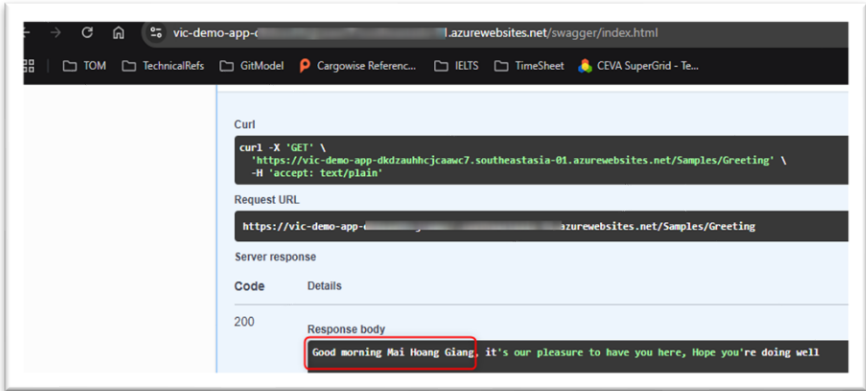 vic-demo-app- .azurewebsites.net/swagger/index.html
TOM TechnicalRefs GitModel Cargowise Referenc... IELTS TimeSheet CEVA SuperGrid - Te...
Curl
curl -X 'GET' \
'https://vic-demo-app-dkdzauhhcjcaawc7.southeastasia-01.azurewebsites.net/Samples/Greeting' \
-H 'accept: text/plain'
Request URL
https://vic-demo-app- azurewebsites.net/Samples/Greeting
Server response
Code Details
200
Response body
Good morning Mai Hoang Giang, it's our pleasure to have you here, Hope you're doing well